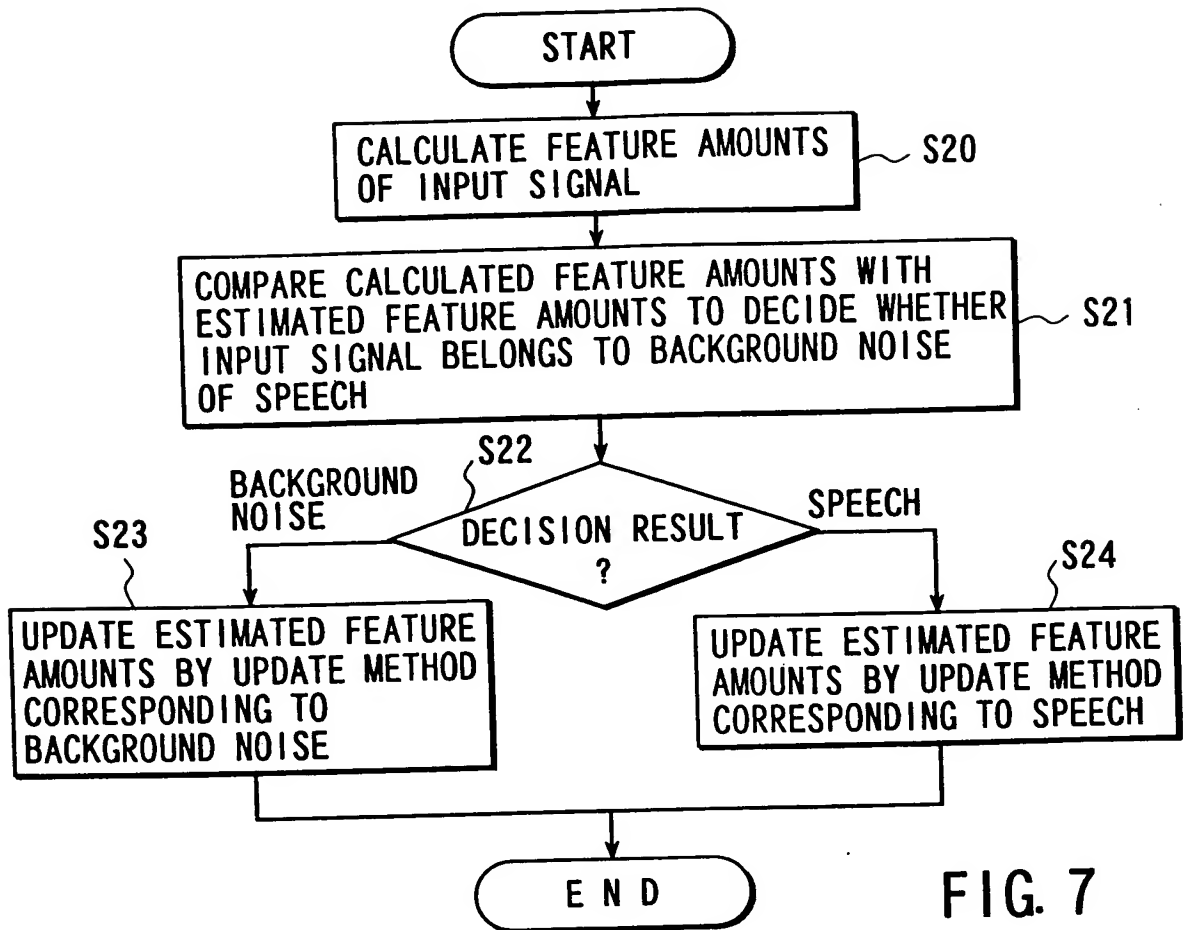 START
CALCULATE FEATURE AMOUNTS
OF INPUT SIGNAL
S20
COMPARE CALCULATED FEATURE AMOUNTS WITH
ESTIMATED FEATURE AMOUNTS TO DECIDE WHETHER
INPUT SIGNAL BELONGS TO BACKGROUND NOISE
OF SPEECH
S21
S22
DECISION RESULT
?
BACKGROUND
NOISE
SPEECH
S23
UPDATE ESTIMATED FEATURE
AMOUNTS BY UPDATE METHOD
CORRESPONDING TO
BACKGROUND NOISE
S24
UPDATE ESTIMATED FEATURE
AMOUNTS BY UPDATE METHOD
CORRESPONDING TO SPEECH
END
FIG. 7